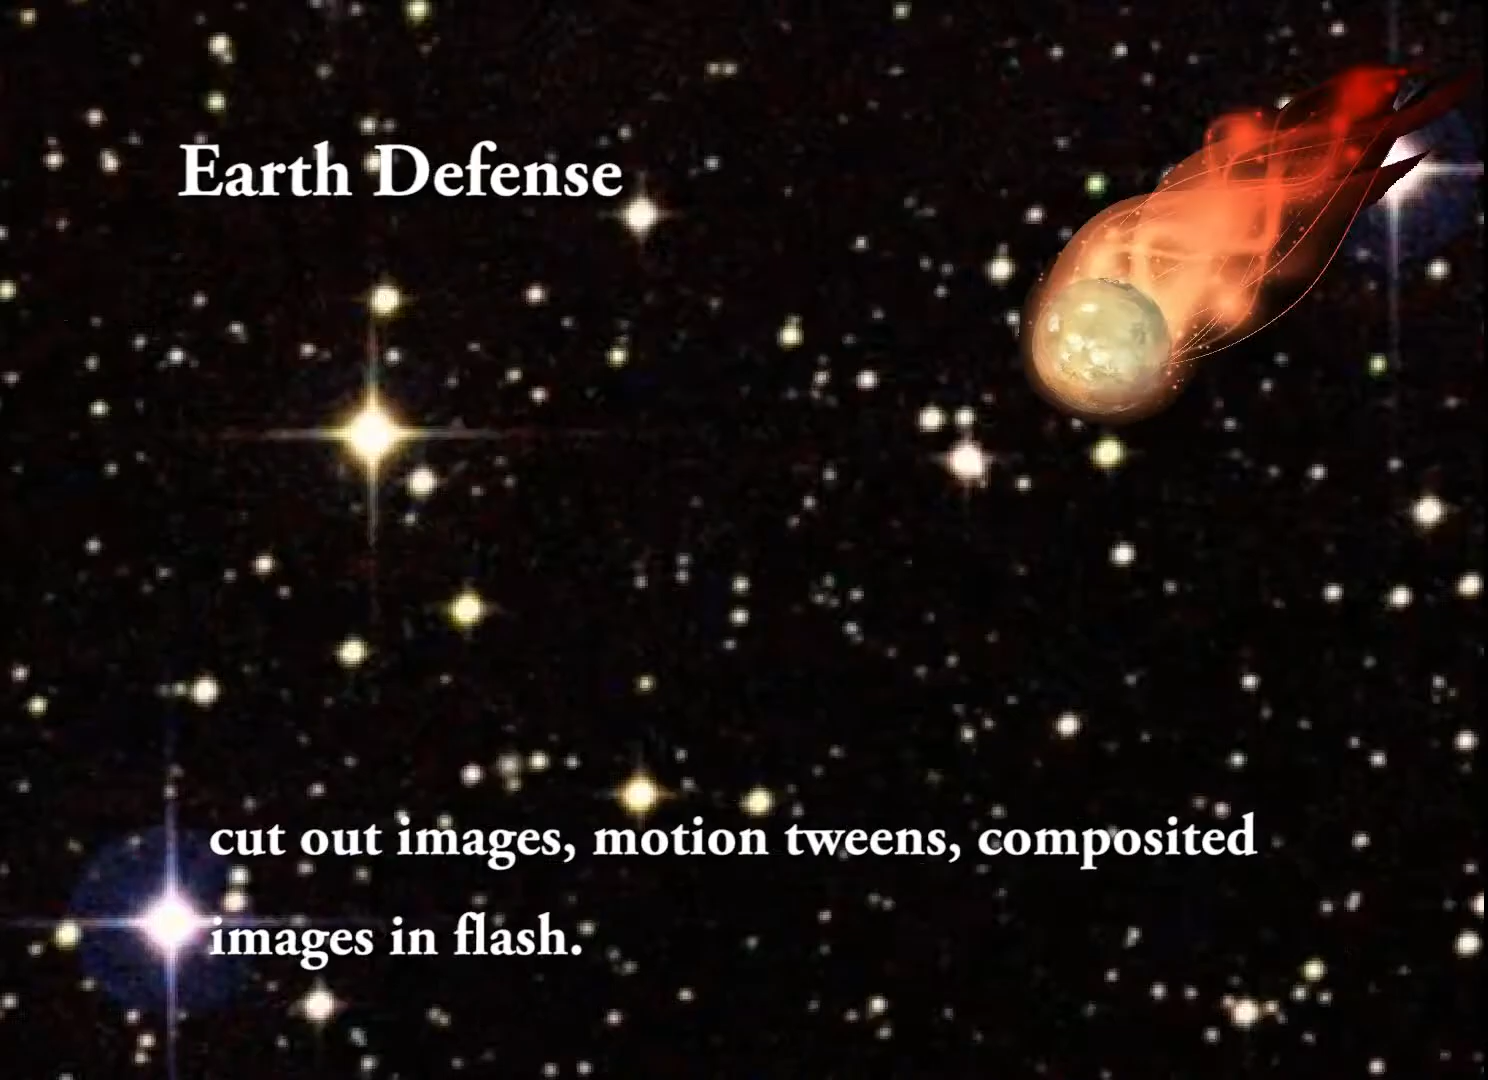 Earth Defense
cut out images, motion tweens, composited
images in flash.